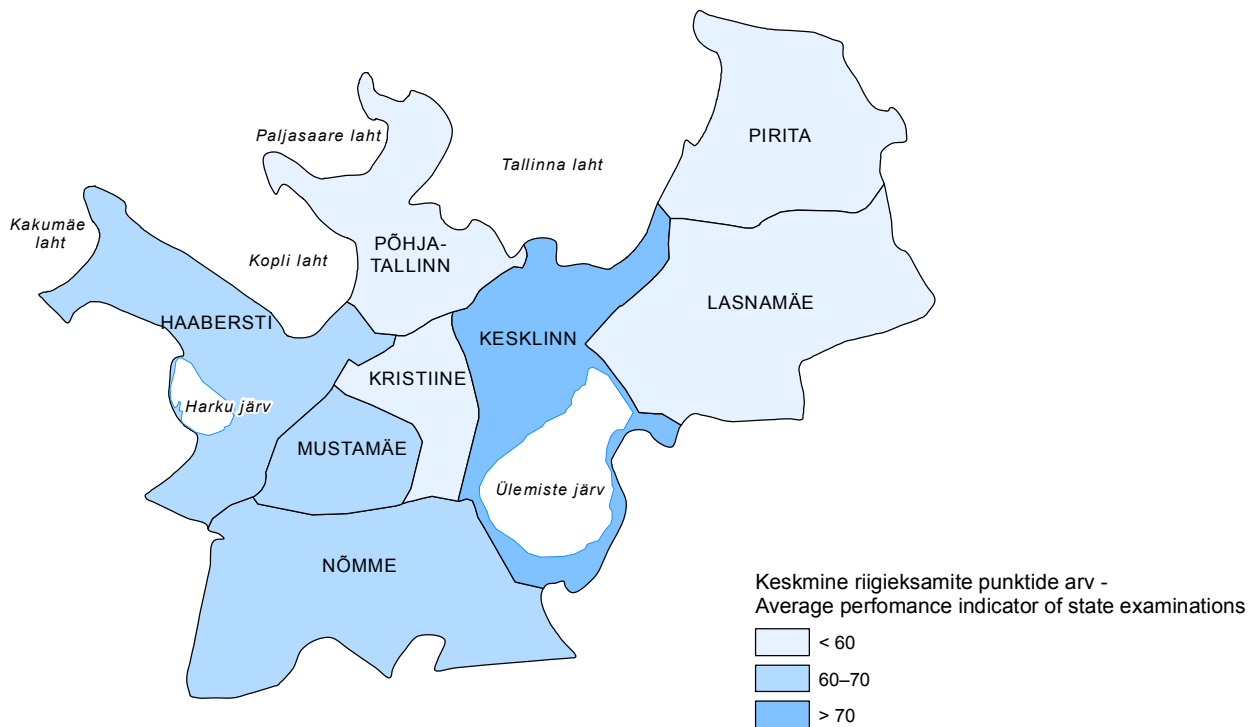 PIRITA
Paljasaare laht
Tallinna laht
Kakumäe
laht
Kopli laht
PÕHJA-
TALLINN
LASNAMÄE
HAABERSTI
KESKLINN
KRISTIINE
Harku järv
MUSTAMÄE
Ülemiste järv
NÕMME
Keskmine riigieksamite punktide arv -
Average perfomance indicator of state examinations
< 60
60–70
> 70